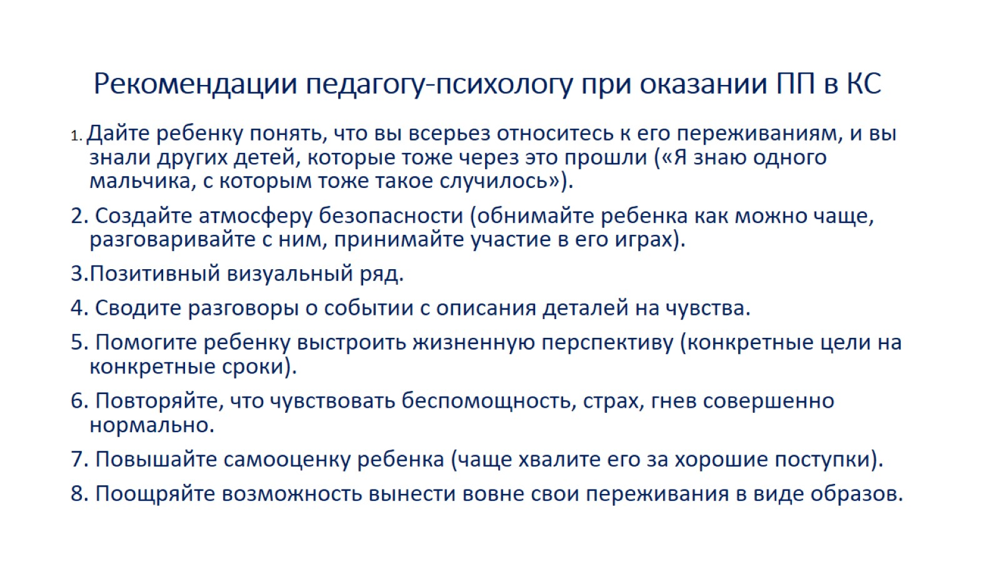 Рекомендации педагогу-психологу при оказании ПП в КС
1. Дайте ребенку понять, что вы всерьез относитесь к его переживаниям, и вы
знали других детей, которые тоже через это прошли («Я знаю одного
мальчика, с которым тоже такое случилось»).
2. Создайте атмосферу безопасности (обнимайте ребенка как можно чаще,
разговаривайте с ним, принимайте участие в его играх).
3.Позитивный визуальный ряд.
4. Сводите разговоры о событии с описания деталей на чувства.
5. Помогите ребенку выстроить жизненную перспективу (конкретные цели на
конкретные сроки).
6. Повторяйте, что чувствовать беспомощность, страх, гнев совершенно
нормально.
7. Повышайте самооценку ребенка (чаще хвалите его за хорошие поступки).
8. Поощряйте возможность вынести вовне свои переживания в виде образов.